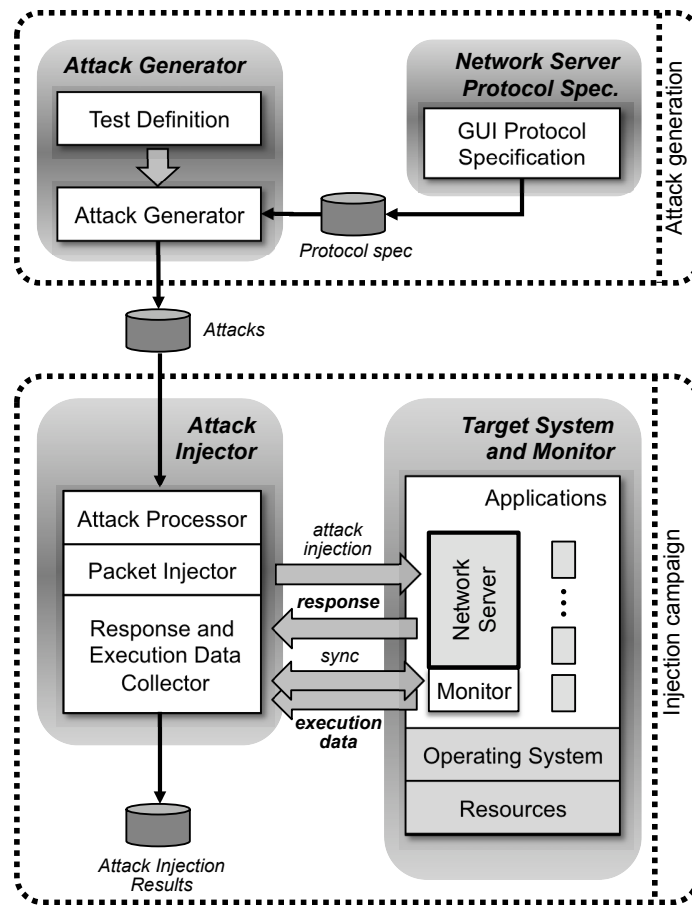 Attack Generator
Test Definition
Attack Generator
Network Server
Protocol Spec.
GUI Protocol
Specification
Protocol spec
Attack generation
Attacks
Attack
Injector
Attack Processor
Packet Injector
Response and
Execution Data
Collector
attack
injection
response
sync
execution
data
Target System
and Monitor
Applications
Network
Server
Monitor
Operating System
Resources
Injection campaign
Attack Injection
Results